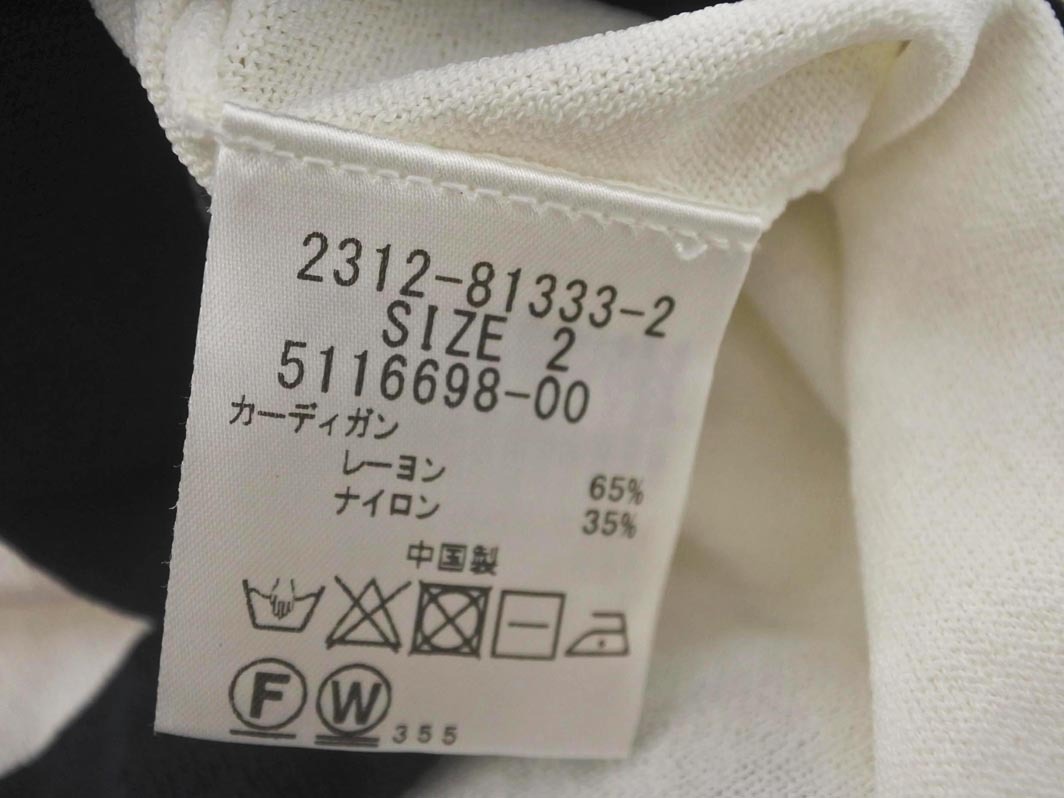 2312-81333-2
SIZE 2
5116698-00
カーディガン
レーヨン 65%
ナイロン 35%
中国製
F W 355